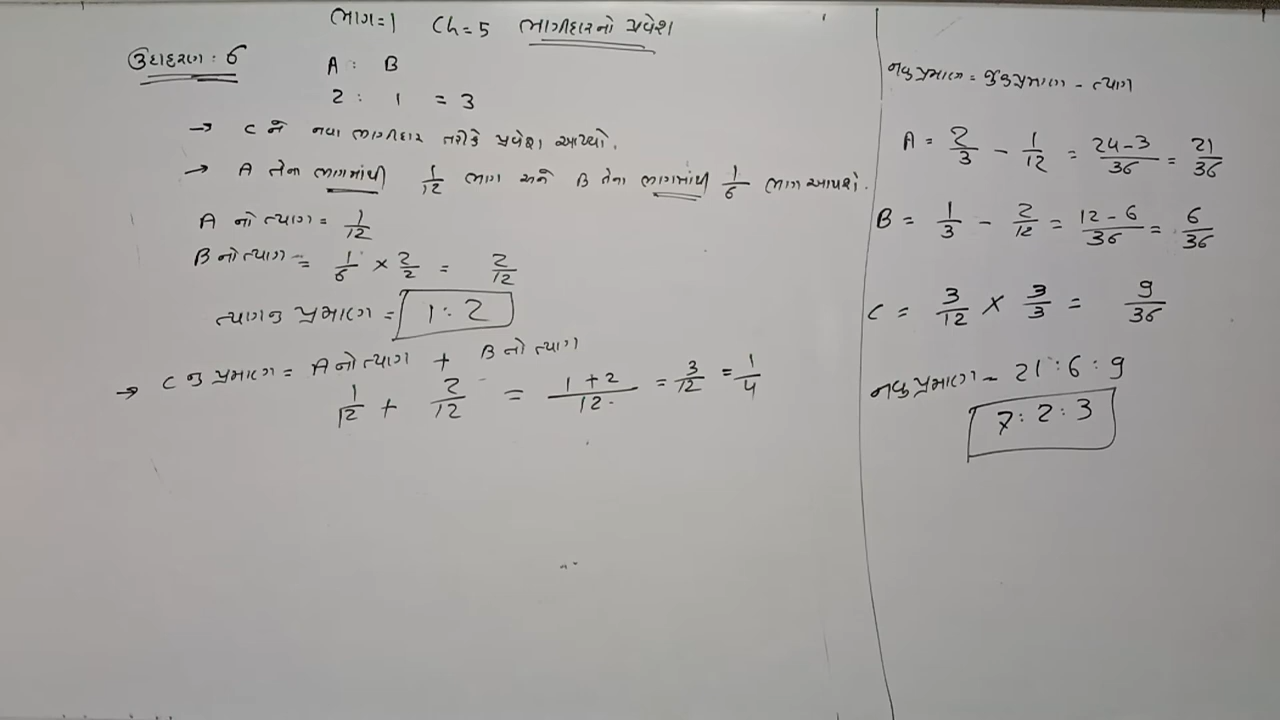 ભાગ=1 Ch=5 ભાગીદારનો પ્રવેશ
ઉદાહરણ : 6
A : B
2 : 1 = 3
→ C ને નવા ભાગીદાર તરીકે પ્રવેશ આપ્યો.
→ A તેના ભાગમાંથી 1/12 ભાગ અને B તેના ભાગમાંથી 1/6 ભાગ આપશે.
A નો ત્યાગ = 1/12
B નો ત્યાગ = 1/6 × 2/2 = 2/12
ત્યાગનું પ્રમાણ = 1 : 2
→ C નું પ્રમાણ = A નો ત્યાગ + B નો ત્યાગ
1/12 + 2/12 = 1+2/12 = 3/12 = 1/4
નવુ પ્રમાણ = જુનુ પ્રમાણ - ત્યાગ
A = 2/3 - 1/12 = 24-3/36 = 21/36
B = 1/3 - 2/12 = 12-6/36 = 6/36
C = 3/12 × 3/3 = 9/36
નવુ પ્રમાણ - 21 : 6 : 9
7 : 2 : 3